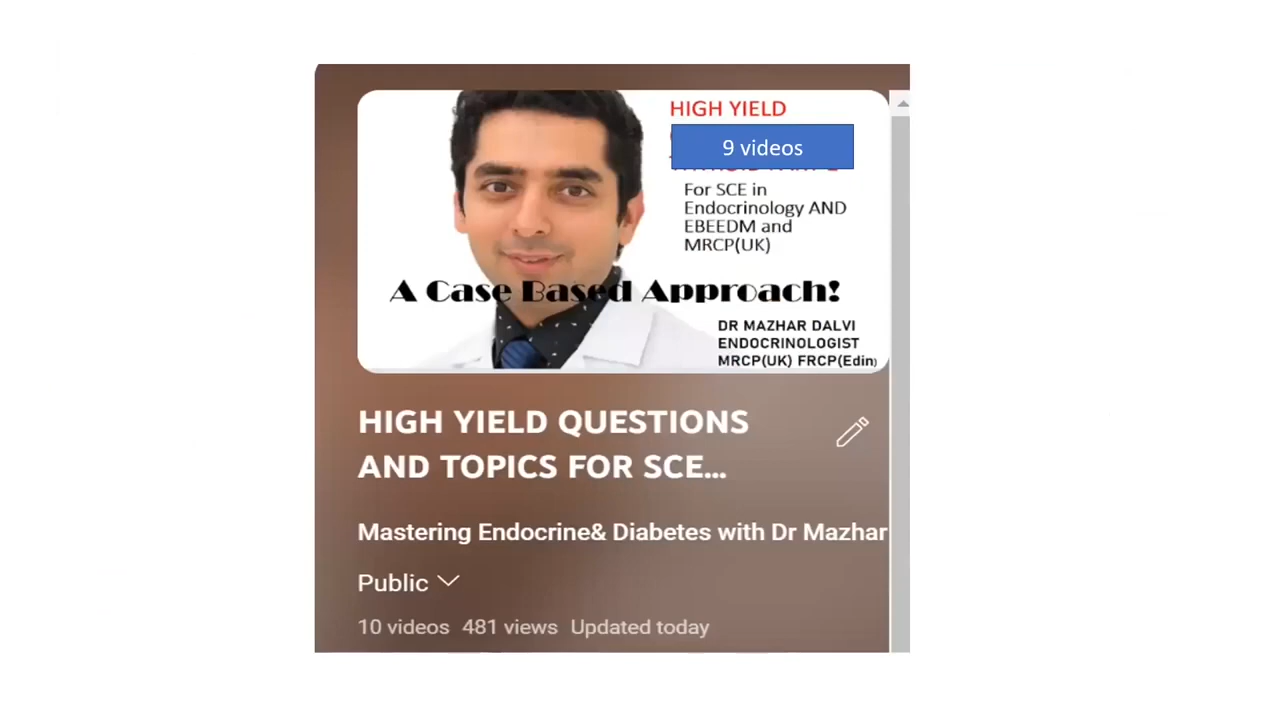 HIGH YIELD
9 videos
For SCE in
Endocrinology AND
EBEEDM and
MRCP(UK)
A Case Based Approach!
DR MAZHAR DALVI
ENDOCRINOLOGIST
MRCP(UK) FRCP(Edin)
HIGH YIELD QUESTIONS
AND TOPICS FOR SCE...
Mastering Endocrine& Diabetes with Dr Mazhar
Public
10 videos 481 views Updated today